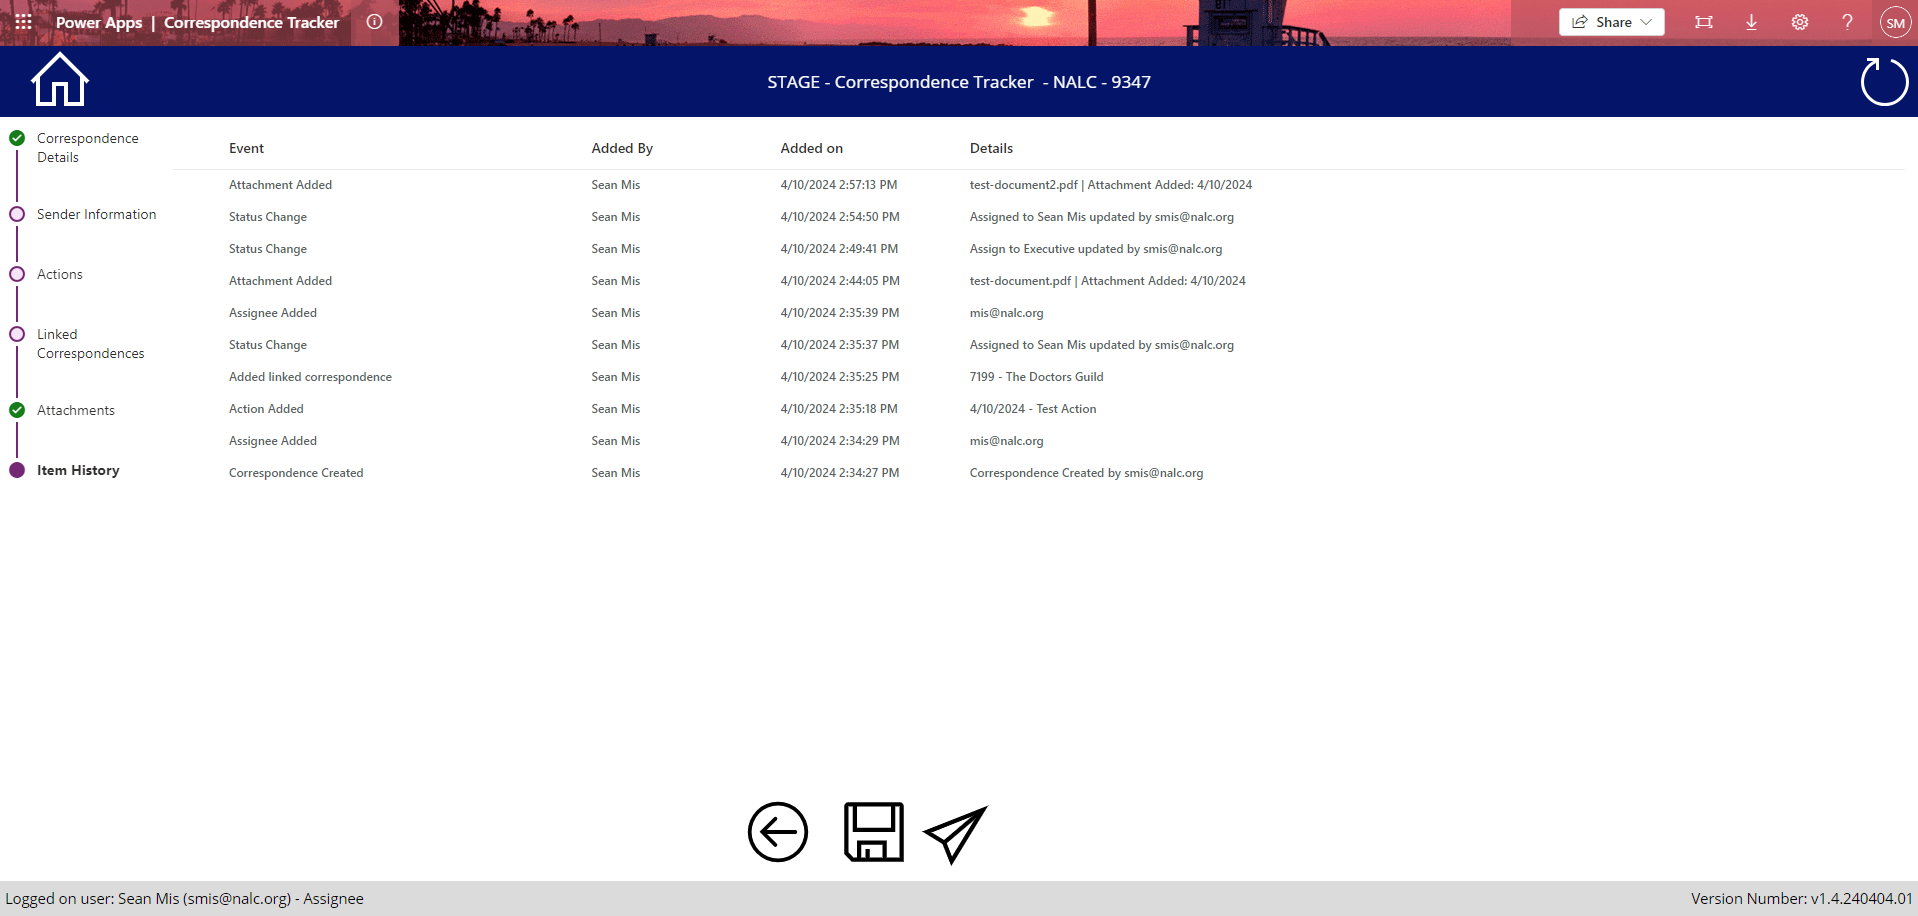 Power Apps | Correspondence Tracker
Share
SM
STAGE - Correspondence Tracker - NALC - 9347
Correspondence
Details
Sender Information
Actions
Linked
Correspondences
Attachments
Item History
Event Added By Added on Details
Attachment Added Sean Mis 4/10/2024 2:57:13 PM test-document2.pdf | Attachment Added: 4/10/2024
Status Change Sean Mis 4/10/2024 2:54:50 PM Assigned to Sean Mis updated by smis@nalc.org
Status Change Sean Mis 4/10/2024 2:49:41 PM Assign to Executive updated by smis@nalc.org
Attachment Added Sean Mis 4/10/2024 2:44:05 PM test-document.pdf | Attachment Added: 4/10/2024
Assignee Added Sean Mis 4/10/2024 2:35:39 PM mis@nalc.org
Status Change Sean Mis 4/10/2024 2:35:37 PM Assigned to Sean Mis updated by smis@nalc.org
Added linked correspondence Sean Mis 4/10/2024 2:35:25 PM 7199 - The Doctors Guild
Action Added Sean Mis 4/10/2024 2:35:18 PM 4/10/2024 - Test Action
Assignee Added Sean Mis 4/10/2024 2:34:29 PM mis@nalc.org
Correspondence Created Sean Mis 4/10/2024 2:34:27 PM Correspondence Created by smis@nalc.org
Logged on user: Sean Mis (smis@nalc.org) - Assignee
Version Number: v1.4.240404.01